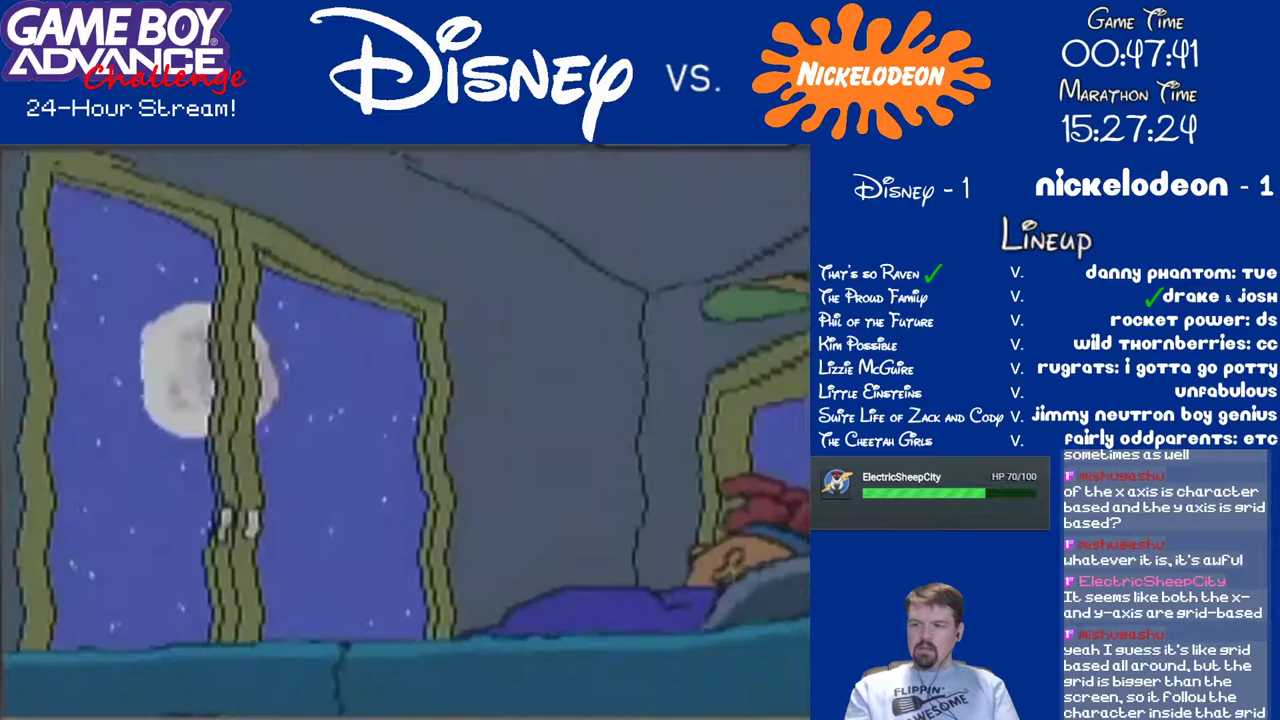 GAME BOY
ADVANCE
Challenge
24-Hour Stream!
Disney
vs.
Nickelodeon
Game Time
00:47:41
Marathon Time
15:27:24
Disney - 1
nickelodeon - 1
Lineup
That's so Raven ✓ v. Danny Phantom: TUE
The Proud Family v. ✓ Drake & Josh
Phil of the Future v. Rocket Power: DS
Kim Possible v. Wild Thornberries: CC
Lizzie McGuire v. Rugrats: I Gotta Go Potty
Little Einsteins v. Unfabulous
Suite Life of Zack and Cody v. Jimmy Neutron Boy Genius
The Cheetah Girls v. Fairly Oddparents: ETC
ElectricSheepCity HP 70/100
sometimes as well
mishugashu
of the x axis is character
based and the y axis is grid
based?
mishugashu
whatever it is, it's awful
ElectricSheepCity
It seems like both the x-
and y-axis are grid-based
mishugashu
yeah I guess it's like grid
based all around, but the
grid is bigger than the
screen, so it follow the
character inside that grid
FLIPPIN'
AWESOME